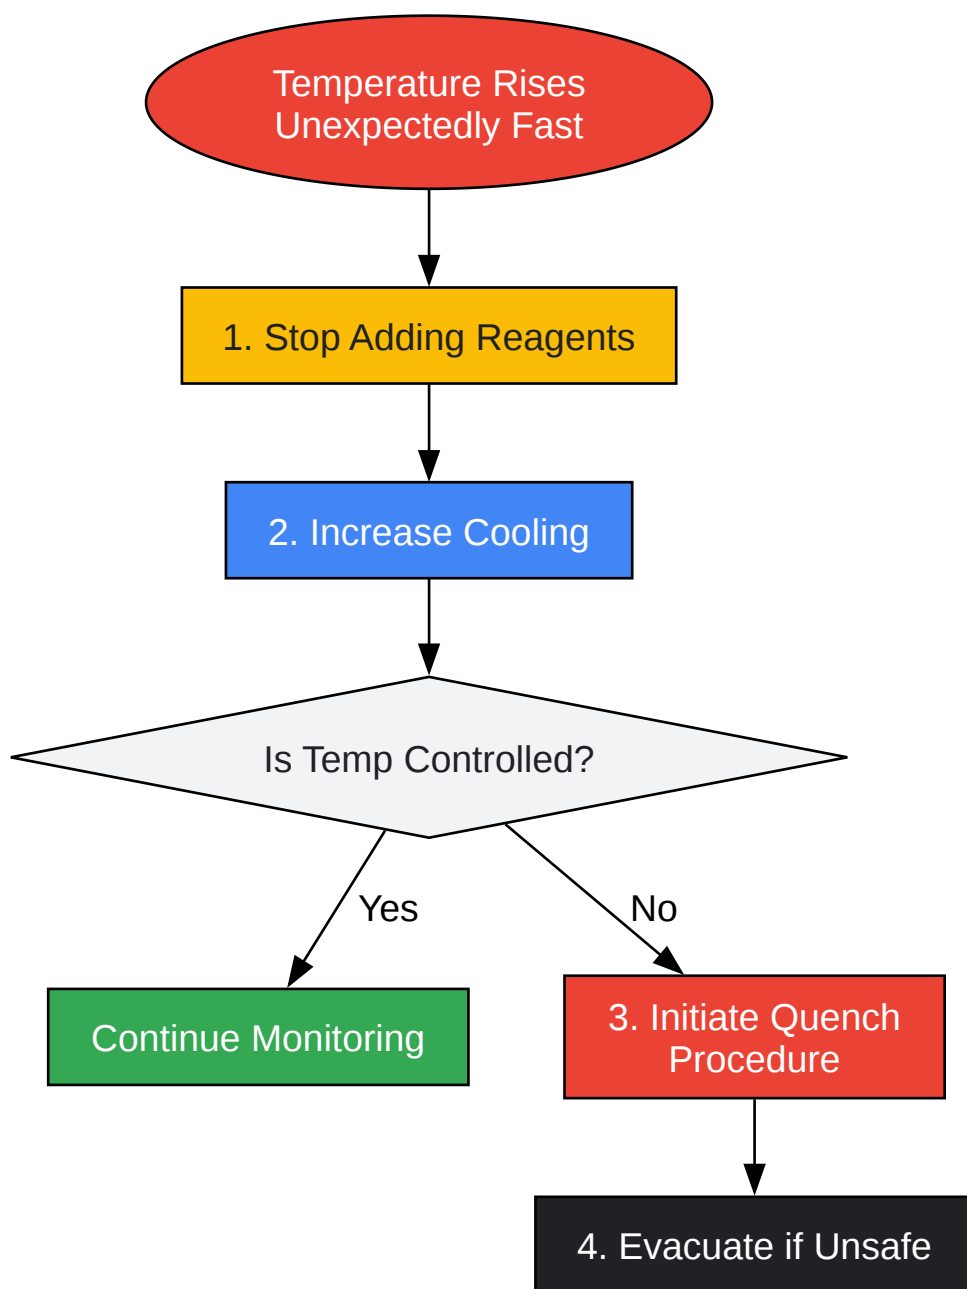 Temperature Rises
Unexpectedly Fast
1. Stop Adding Reagents
2. Increase Cooling
Is Temp Controlled?
Yes
No
Continue Monitoring
3. Initiate Quench
Procedure
4. Evacuate if Unsafe